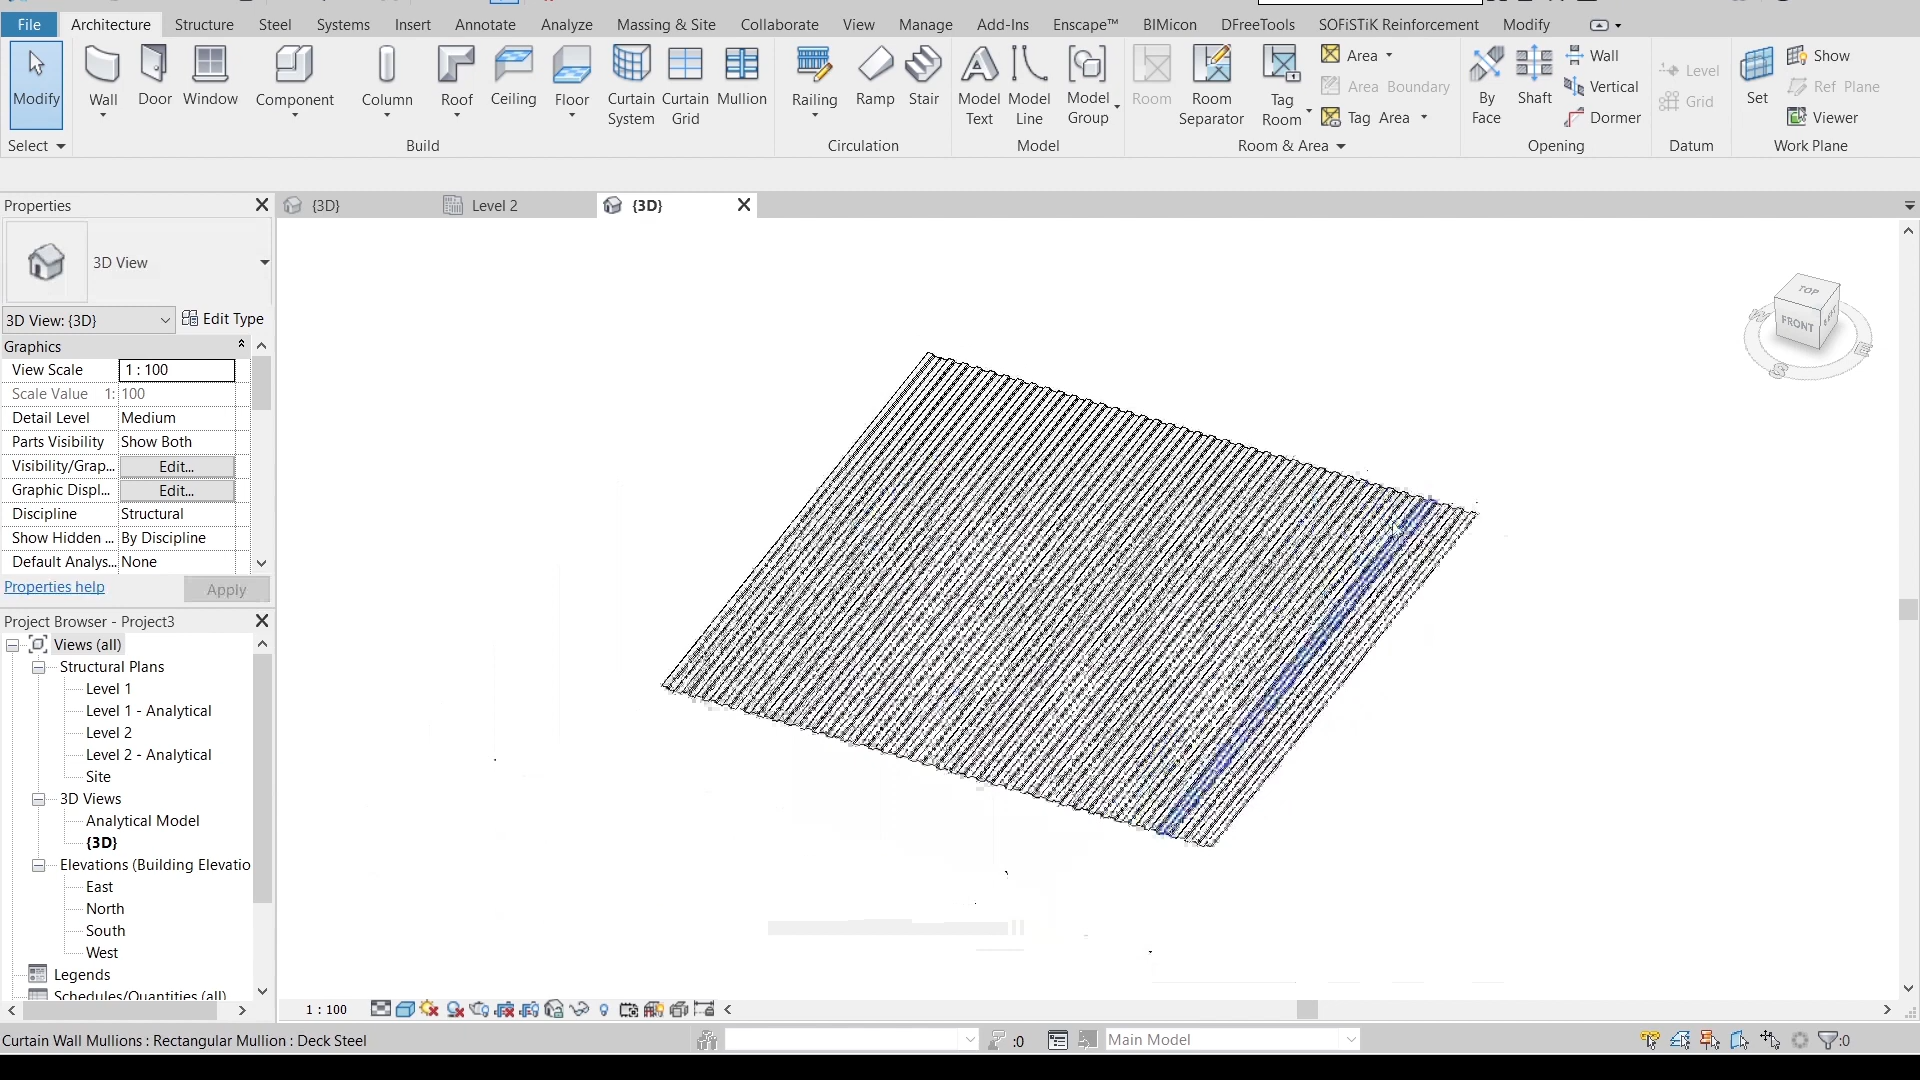 File Architecture Structure Steel Systems Insert Annotate Analyze Massing & Site Collaborate View Manage Add-Ins Enscape™ BIMicon DFreeTools SOFiSTiK Reinforcement Modify
Modify
Wall
Door
Window
Component
Column
Roof
Ceiling
Floor
Curtain System
Curtain Grid
Mullion
Railing
Ramp
Stair
Model Text
Model Line
Model Group
Room
Room Separator
Tag Room
Area
Area Boundary
Tag Area
By Face
Shaft
Wall
Vertical
Dormer
Level
Grid
Set
Show
Ref Plane
Viewer
Select Build Circulation Model Room & Area Opening Datum Work Plane
Properties
{3D} Level 2 {3D}
3D View
3D View: {3D} Edit Type
Graphics
View Scale 1 : 100
Scale Value 1: 100
Detail Level Medium
Parts Visibility Show Both
Visibility/Grap... Edit...
Graphic Displ... Edit...
Discipline Structural
Show Hidden ... By Discipline
Default Analys... None
Properties help Apply
Project Browser - Project3
Views (all)
Structural Plans
Level 1
Level 1 - Analytical
Level 2
Level 2 - Analytical
Site
3D Views
Analytical Model
{3D}
Elevations (Building Elevatio
East
North
South
West
Legends
Schedules/Quantities (all)
TOP
FRONT
S
E
1 : 100
Curtain Wall Mullions : Rectangular Mullion : Deck Steel
:0
Main Model
:0